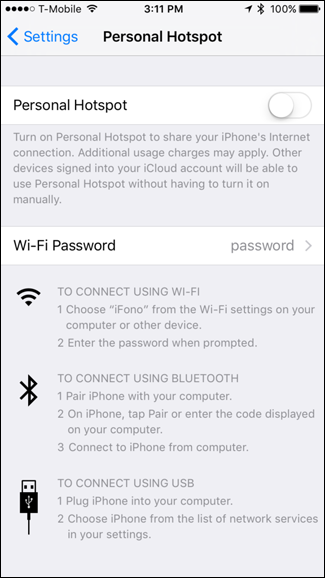 T-Mobile 3:11 PM 100%
Settings Personal Hotspot
Personal Hotspot
Turn on Personal Hotspot to share your iPhone's Internet
connection. Additional usage charges may apply. Other
devices signed into your iCloud account will be able to
use Personal Hotspot without having to turn it on
manually.
Wi-Fi Password password
TO CONNECT USING WI-FI
1 Choose “iFono” from the Wi-Fi settings on your
computer or other device.
2 Enter the password when prompted.
TO CONNECT USING BLUETOOTH
1 Pair iPhone with your computer.
2 On iPhone, tap Pair or enter the code displayed
on your computer.
3 Connect to iPhone from computer.
TO CONNECT USING USB
1 Plug iPhone into your computer.
2 Choose iPhone from the list of network services
in your settings.